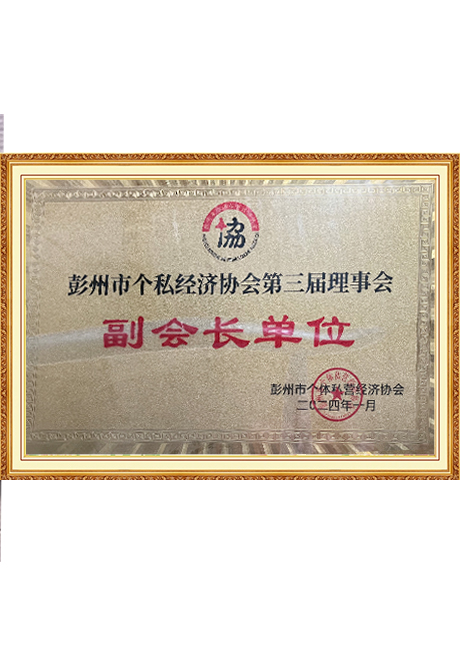 協
彭州市个私经济协会第三届理事会
副会长单位
彭州市个体私营经济协会
二〇二四年一月